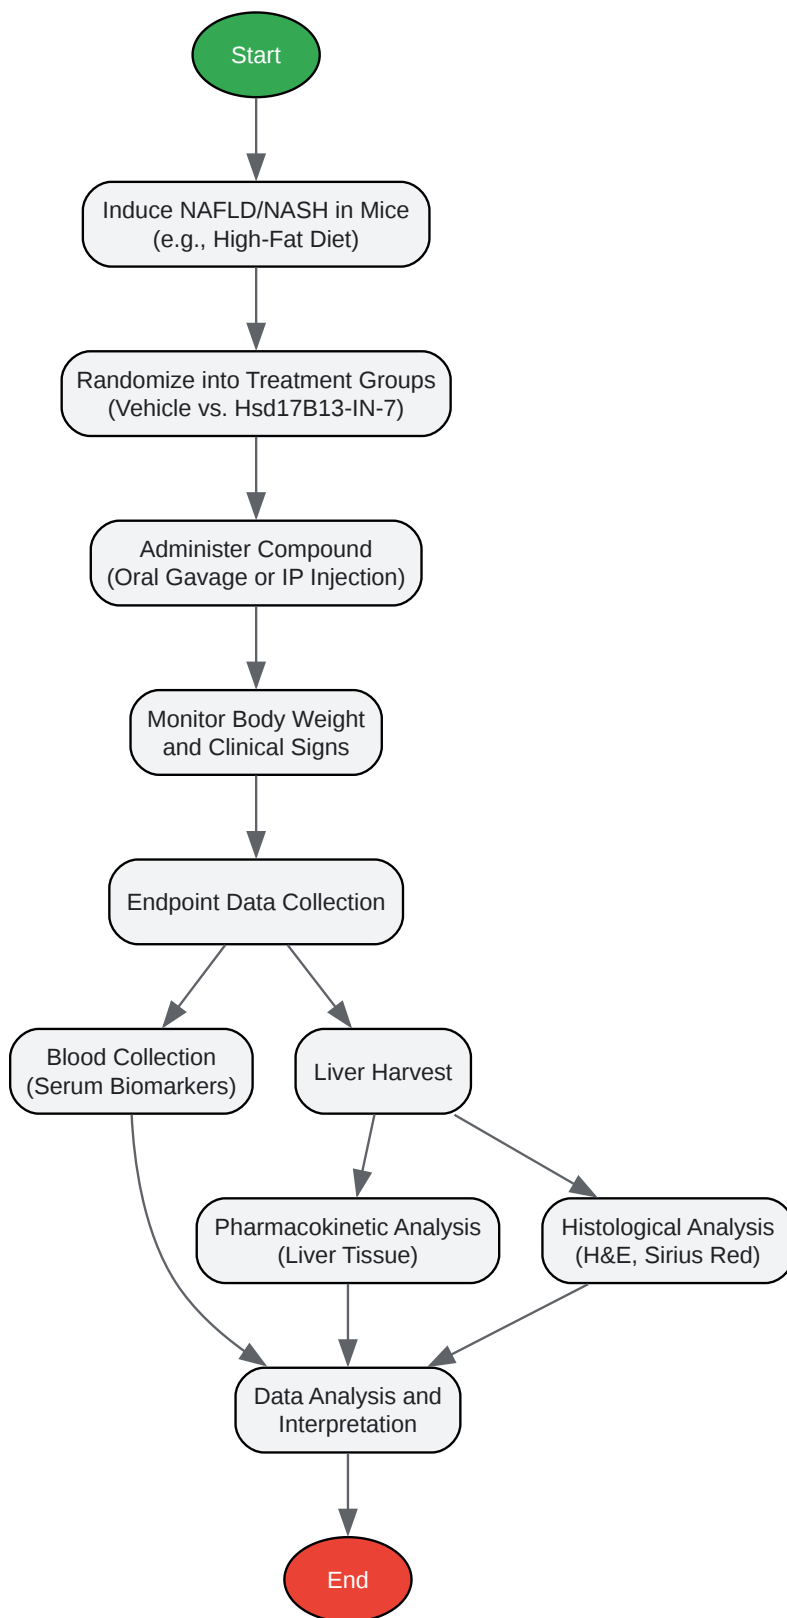 Start
Induce NAFLD/NASH in Mice
(e.g., High-Fat Diet)
Randomize into Treatment Groups
(Vehicle vs. Hsd17B13-IN-7)
Administer Compound
(Oral Gavage or IP Injection)
Monitor Body Weight
and Clinical Signs
Endpoint Data Collection
Blood Collection
(Serum Biomarkers)
Liver Harvest
Pharmacokinetic Analysis
(Liver Tissue)
Histological Analysis
(H&E, Sirius Red)
Data Analysis and
Interpretation
End